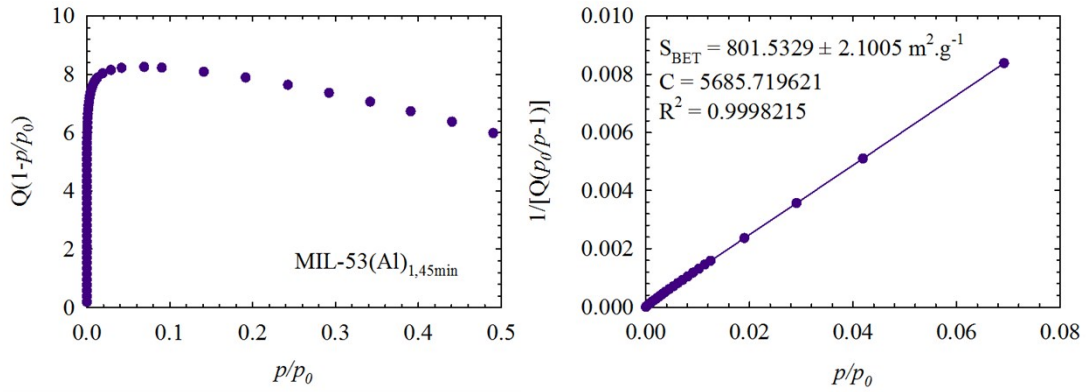 10
8
6
4
2
0
Q(1-p/p₀)
0.0 0.1 0.2 0.3 0.4 0.5
p/p₀
MIL-53(Al)₁,₄₅ₘᵢₙ
0.010
0.008
0.006
0.004
0.002
0.000
1/[Q(p₀/p-1)]
S_BET = 801.5329 ± 2.1005 m².g⁻¹
C = 5685.719621
R² = 0.9998215
0.00 0.02 0.04 0.06 0.08
p/p₀